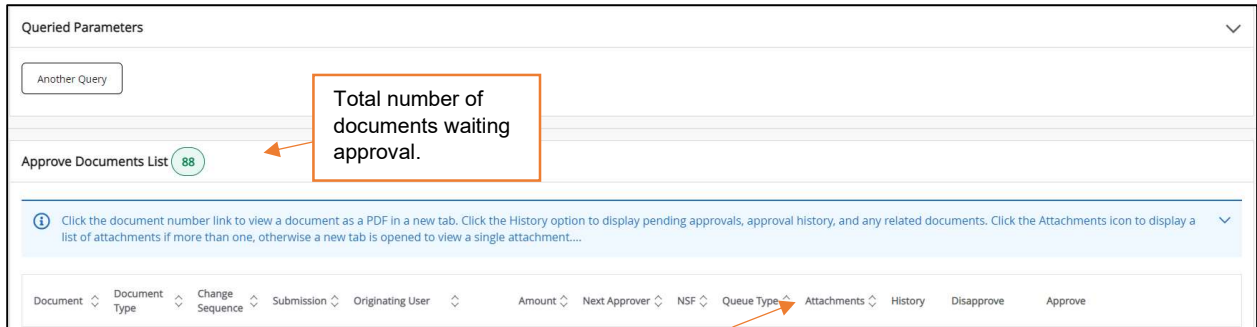 Queried Parameters
Another Query
Total number of
documents waiting
approval.
Approve Documents List 88
Click the document number link to view a document as a PDF in a new tab. Click the History option to display pending approvals, approval history, and any related documents. Click the Attachments icon to display a
list of attachments if more than one, otherwise a new tab is opened to view a single attachment....
Document Document Type Change Sequence Submission Originating User Amount Next Approver NSF Queue Type Attachments History Disapprove Approve